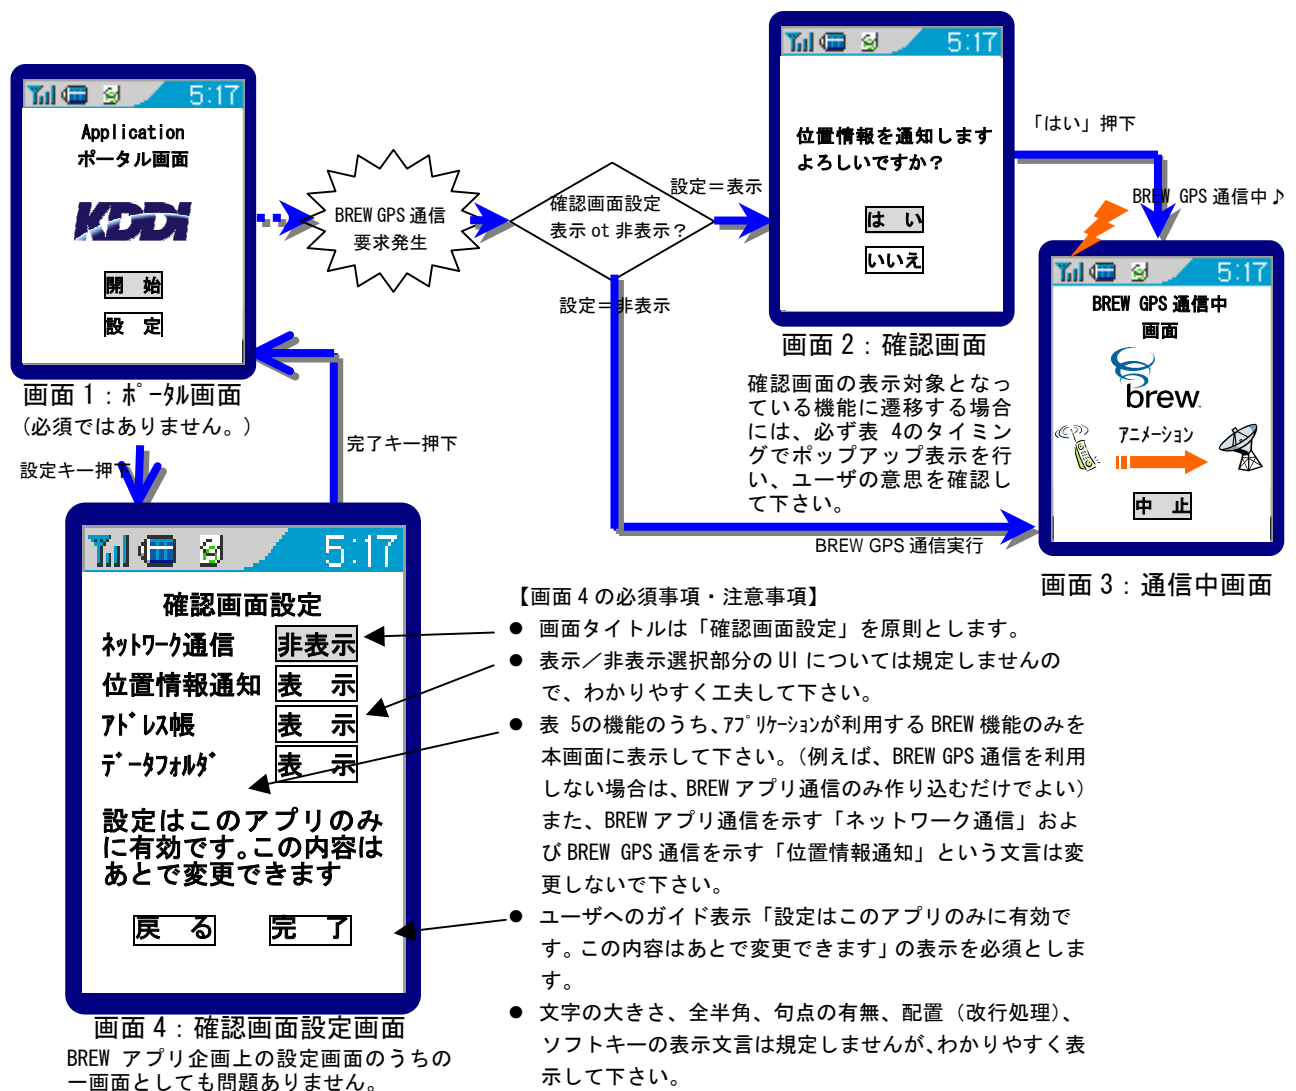 5:17
Application
ポータル画面
KDDI
開　始
設　定
画面 1：ﾎﾟｰﾀﾙ画面
(必須ではありません。)
BREW GPS 通信
要求発生
確認画面設定
表示 ot 非表示？
設定＝表示
設定＝非表示
5:17
位置情報を通知します
よろしいですか？
は　い
いいえ
画面 2：確認画面
確認画面の表示対象となっ
ている機能に遷移する場合
には、必ず表 4のタイミン
グでポップアップ表示を行
い、ユーザの意思を確認し
て下さい。
「はい」押下
BREW GPS 通信中♪
5:17
BREW GPS 通信中
画面
brew
ｱﾆﾒｰｼｮﾝ
中　止
画面 3：通信中画面
BREW GPS 通信実行
設定キー押下
完了キー押下
5:17
確認画面設定
ﾈｯﾄﾜｰｸ通信　非表示
位置情報通知　表　示
ｱﾄﾞﾚｽ帳　表　示
ﾃﾞｰﾀﾌｫﾙﾀﾞ　表　示
設定はこのアプリのみ
に有効です。この内容は
あとで変更できます
戻　る　完　了
画面 4：確認画面設定画面
BREW アプリ企画上の設定画面のうちの
一画面としても問題ありません。
【画面 4 の必須事項・注意事項】
● 画面タイトルは「確認画面設定」を原則とします。
● 表示／非表示選択部分の UI については規定しませんの
で、わかりやすく工夫して下さい。
● 表 5の機能のうち、ｱﾌﾟﾘｹｰｼｮﾝが利用する BREW 機能のみを
本画面に表示して下さい。(例えば、BREW GPS 通信を利用
しない場合は、BREW アプリ通信のみ作り込むだけでよい)
また、BREW アプリ通信を示す「ネットワーク通信」およ
び BREW GPS 通信を示す「位置情報通知」という文言は変
更しないで下さい。
● ユーザへのガイド表示「設定はこのアプリのみに有効で
す。この内容はあとで変更できます」の表示を必須としま
す。
● 文字の大きさ、全半角、句点の有無、配置（改行処理）、
ソフトキーの表示文言は規定しませんが、わかりやすく表
示して下さい。